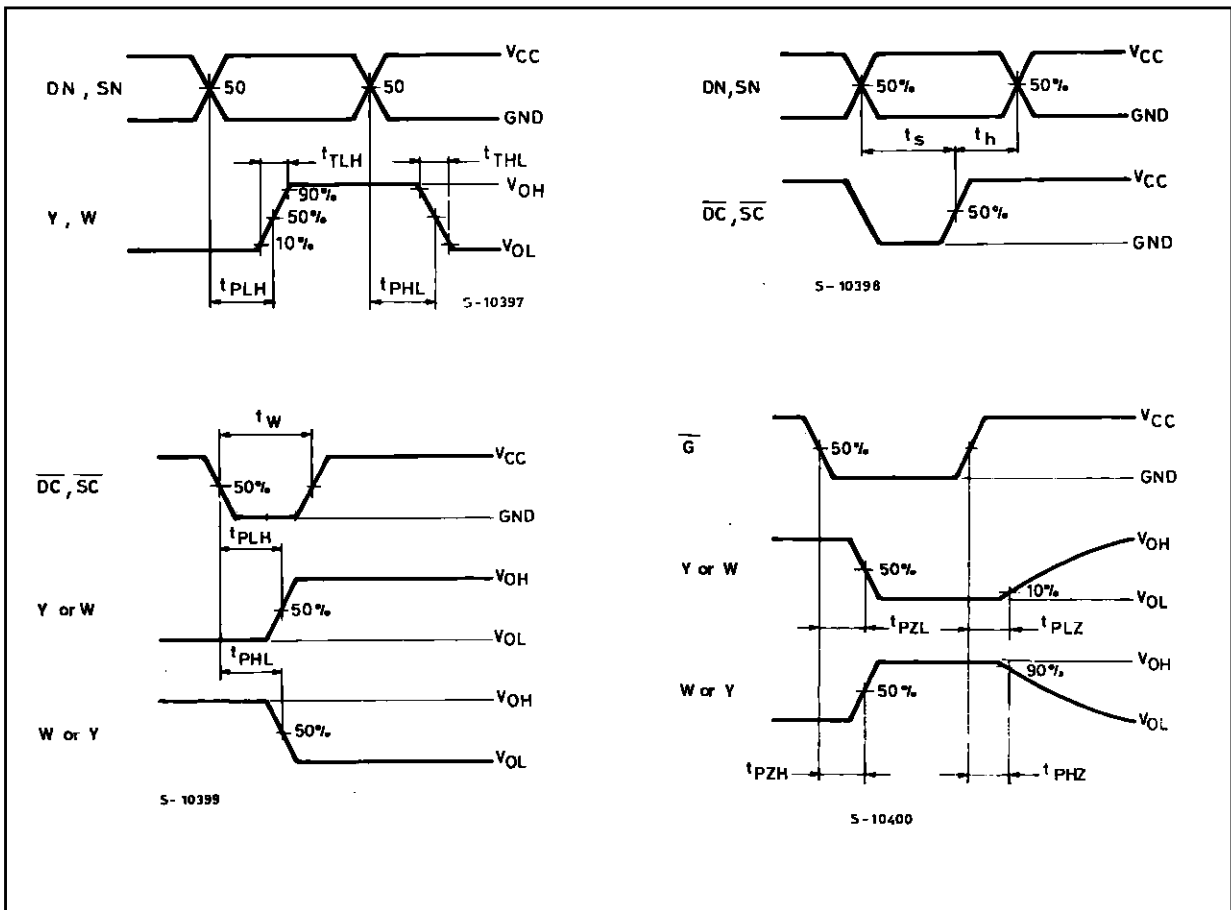 VCC
DN , SN
50
50
GND
tTLH
tTHL
VOH
90%
Y , W
50%
10%
VOL
tPLH
tPHL
S-10397
VCC
DN,SN
50%
50%
GND
ts
th
VCC
DC, SC
50%
GND
S-10398
tW
VCC
DC, SC
50%
GND
tPLH
VOH
Y or W
50%
VOL
tPHL
VOH
W or Y
50%
VOL
S-10399
VCC
G
50%
GND
VOH
Y or W
50%
10%
VOL
tPZL
tPLZ
VOH
90%
W or Y
50%
VOL
tPZH
tPHZ
S-10400